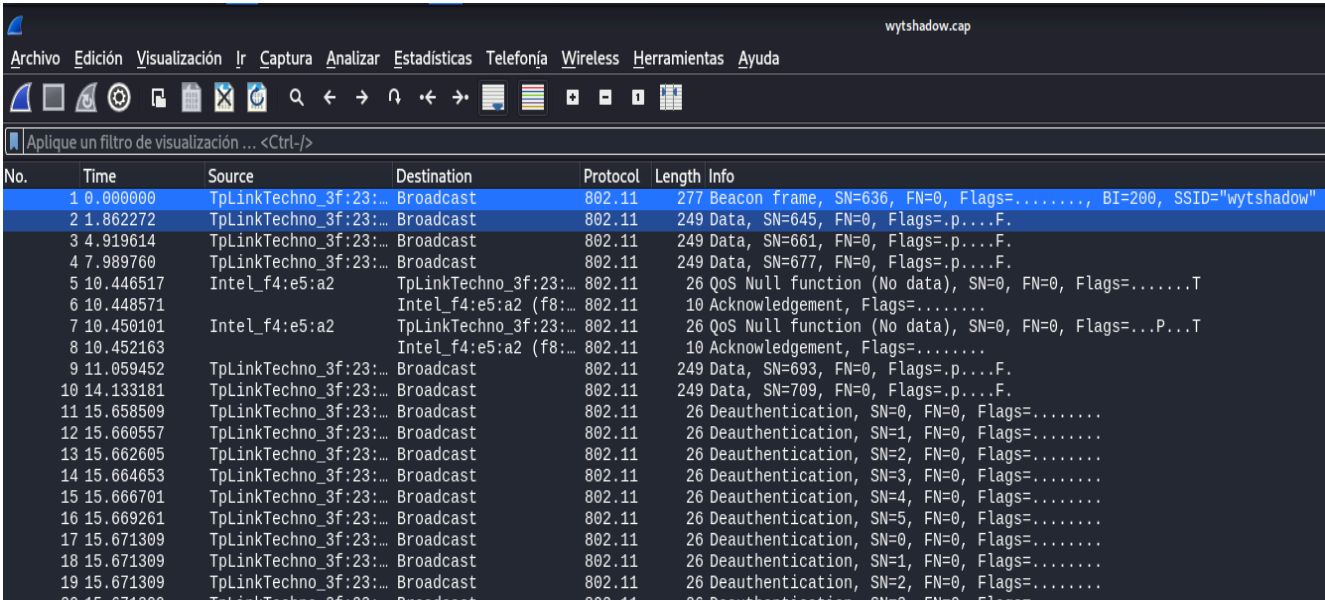 wytshadow.cap
Archivo Edición Visualización Ir Captura Analizar Estadísticas Telefonía Wireless Herramientas Ayuda
Aplique un filtro de visualización … <Ctrl-/>
No. Time Source Destination Protocol Length Info
1 0.000000 TpLinkTechno_3f:23:… Broadcast 802.11 277 Beacon frame, SN=636, FN=0, Flags=........, BI=200, SSID="wytshadow"
2 1.862272 TpLinkTechno_3f:23:… Broadcast 802.11 249 Data, SN=645, FN=0, Flags=.p....F.
3 4.919614 TpLinkTechno_3f:23:… Broadcast 802.11 249 Data, SN=661, FN=0, Flags=.p....F.
4 7.989760 TpLinkTechno_3f:23:… Broadcast 802.11 249 Data, SN=677, FN=0, Flags=.p....F.
5 10.446517 Intel_f4:e5:a2 TpLinkTechno_3f:23:… 802.11 26 QoS Null function (No data), SN=0, FN=0, Flags=.......T
6 10.448571 Intel_f4:e5:a2 (f8:… 802.11 10 Acknowledgement, Flags=........
7 10.450101 Intel_f4:e5:a2 TpLinkTechno_3f:23:… 802.11 26 QoS Null function (No data), SN=0, FN=0, Flags=...P...T
8 10.452163 Intel_f4:e5:a2 (f8:… 802.11 10 Acknowledgement, Flags=........
9 11.059452 TpLinkTechno_3f:23:… Broadcast 802.11 249 Data, SN=693, FN=0, Flags=.p....F.
10 14.133181 TpLinkTechno_3f:23:… Broadcast 802.11 249 Data, SN=709, FN=0, Flags=.p....F.
11 15.658509 TpLinkTechno_3f:23:… Broadcast 802.11 26 Deauthentication, SN=0, FN=0, Flags=........
12 15.660557 TpLinkTechno_3f:23:… Broadcast 802.11 26 Deauthentication, SN=1, FN=0, Flags=........
13 15.662605 TpLinkTechno_3f:23:… Broadcast 802.11 26 Deauthentication, SN=2, FN=0, Flags=........
14 15.664653 TpLinkTechno_3f:23:… Broadcast 802.11 26 Deauthentication, SN=3, FN=0, Flags=........
15 15.666701 TpLinkTechno_3f:23:… Broadcast 802.11 26 Deauthentication, SN=4, FN=0, Flags=........
16 15.669261 TpLinkTechno_3f:23:… Broadcast 802.11 26 Deauthentication, SN=5, FN=0, Flags=........
17 15.671309 TpLinkTechno_3f:23:… Broadcast 802.11 26 Deauthentication, SN=0, FN=0, Flags=........
18 15.671309 TpLinkTechno_3f:23:… Broadcast 802.11 26 Deauthentication, SN=1, FN=0, Flags=........
19 15.671309 TpLinkTechno_3f:23:… Broadcast 802.11 26 Deauthentication, SN=2, FN=0, Flags=........